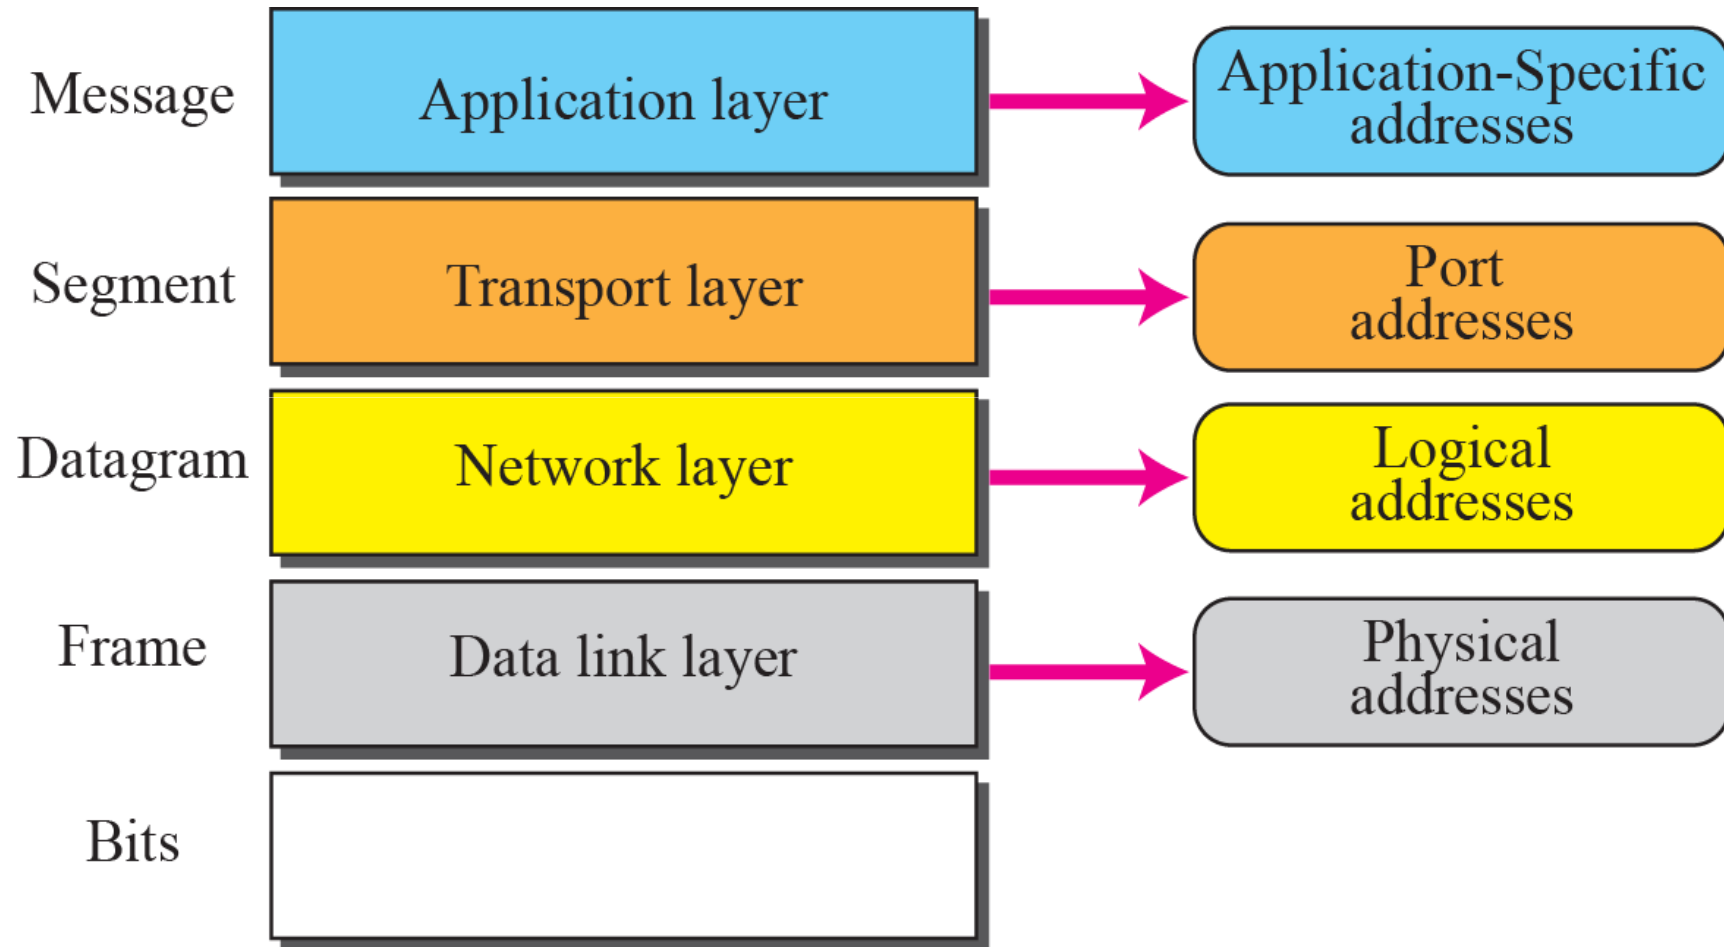 Message
Application layer
Application-Specific
addresses
Segment
Transport layer
Port
addresses
Datagram
Network layer
Logical
addresses
Frame
Data link layer
Physical
addresses
Bits